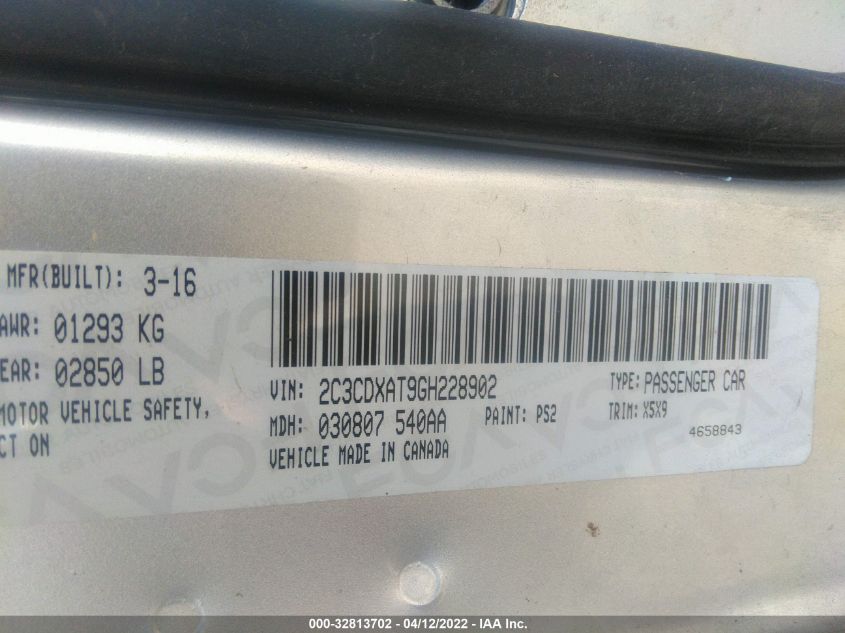 MFR(BUILT): 3-16
AWR: 01293 KG
EAR: 02850 LB
MOTOR VEHICLE SAFETY,
CT ON
VIN: 2C3CDXAT9GH228902 TYPE: PASSENGER CAR
MDH: 030807 540AA PAINT: PS2 TRIM: X5X9
VEHICLE MADE IN CANADA 4658843
000-32813702 - 04/12/2022 - IAA Inc.